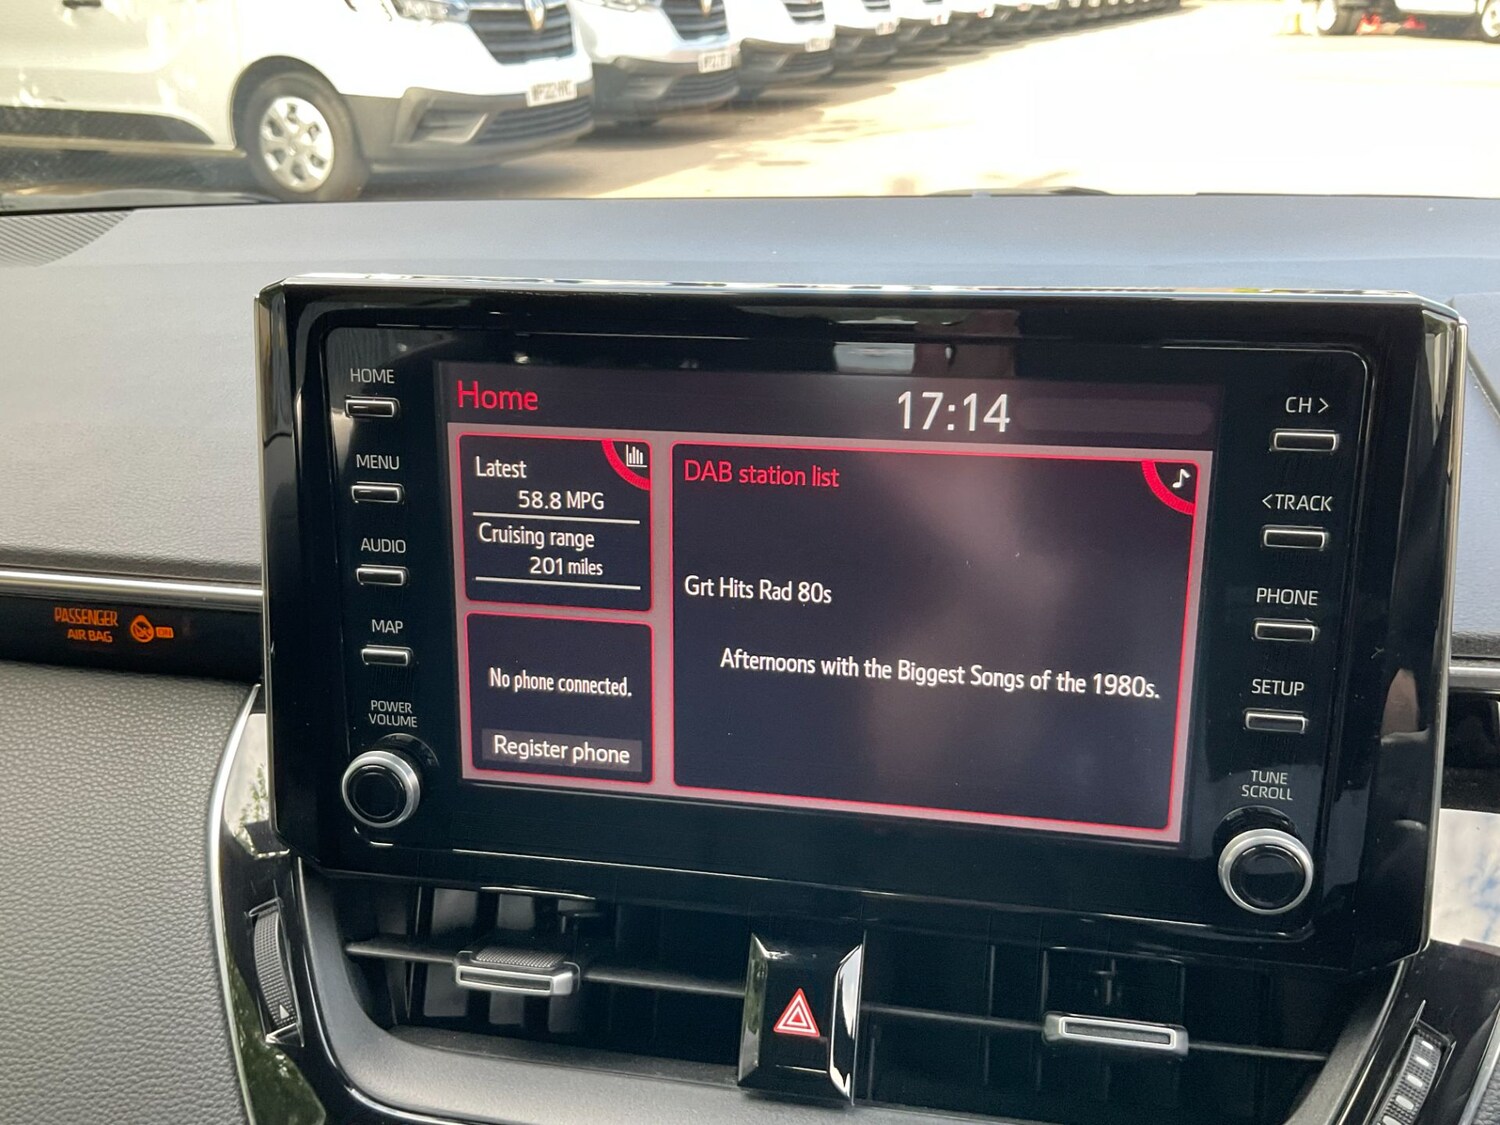 HOME
MENU
AUDIO
MAP
POWER
VOLUME
Home
17:14
Latest
58.8 MPG
Cruising range
201 miles
No phone connected.
Register phone
DAB station list
Grt Hits Rad 80s
Afternoons with the Biggest Songs of the 1980s.
CH >
<TRACK
PHONE
SETUP
TUNE
SCROLL
PASSENGER
AIR BAG